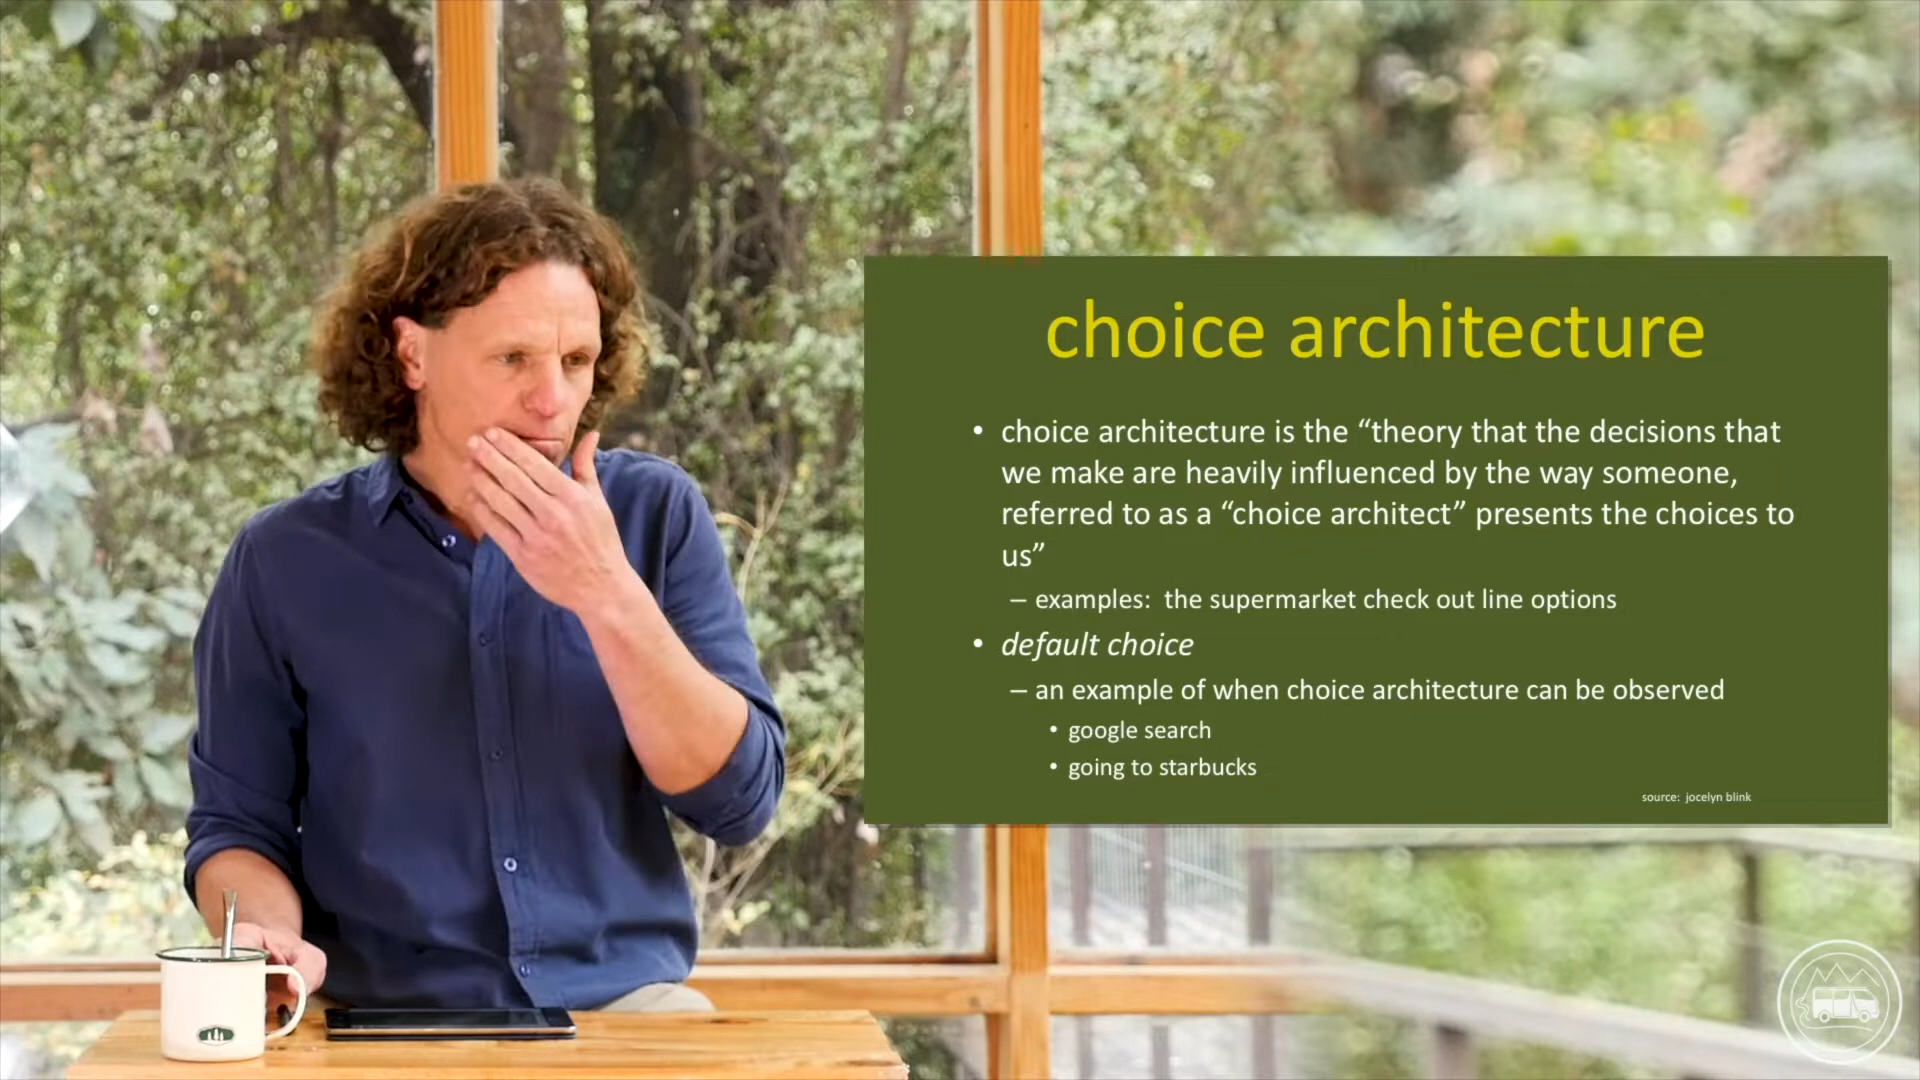 choice architecture
• choice architecture is the “theory that the decisions that
we make are heavily influenced by the way someone,
referred to as a “choice architect” presents the choices to
us”
– examples:  the supermarket check out line options
• default choice
– an example of when choice architecture can be observed
• google search
• going to starbucks
source:  jocelyn blink